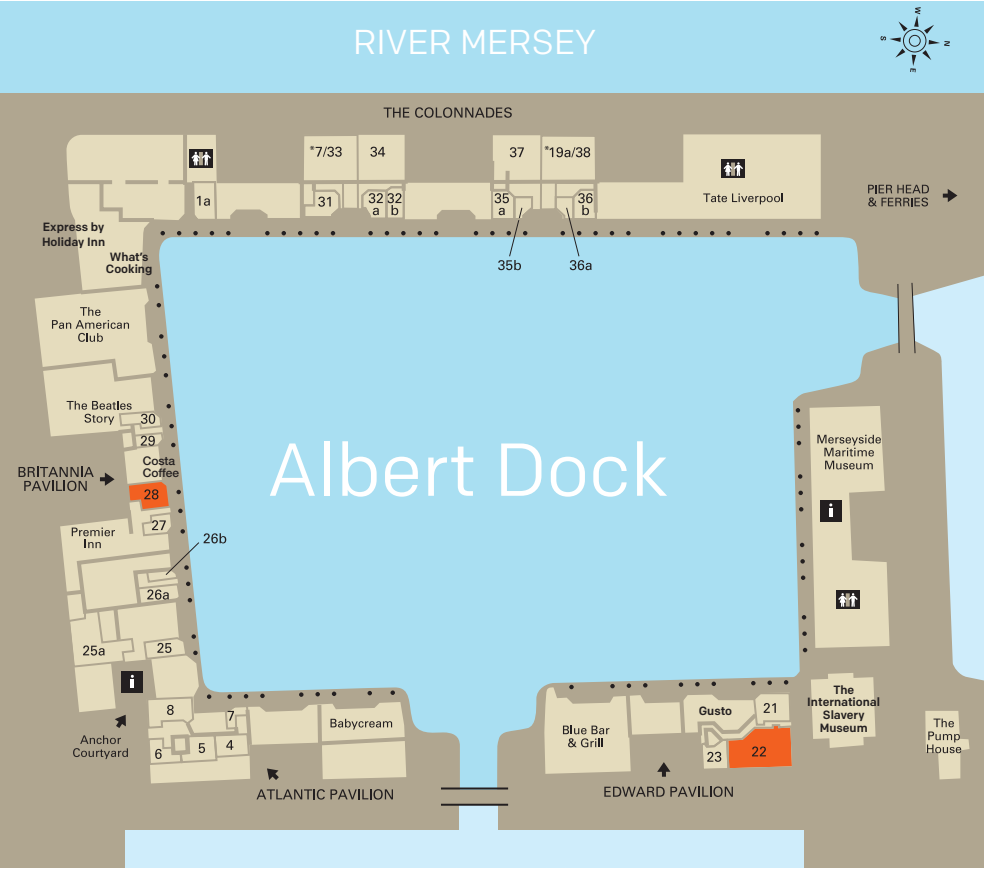 RIVER MERSEY
W
S
N
E
THE COLONNADES
*7/33
34
37
*19a/38
1a
31
32
a
32
b
35
a
36
b
Tate Liverpool
PIER HEAD
& FERRIES
35b
36a
Express by
Holiday Inn
What's
Cooking
The
Pan American
Club
The Beatles
Story
30
29
Costa
Coffee
BRITANNIA
PAVILION
28
27
Premier
Inn
26b
26a
25a
25
i
Albert Dock
Merseyside
Maritime
Museum
i
8
7
6
5
4
Anchor
Courtyard
Babycream
ATLANTIC PAVILION
Blue Bar
& Grill
Gusto
21
23
22
EDWARD PAVILION
The
International
Slavery
Museum
The
Pump
House